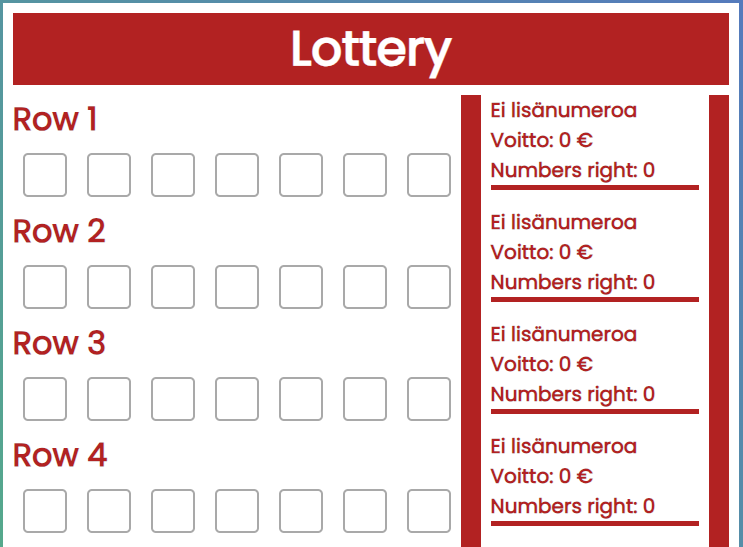 Lottery
Row 1
Ei lisänumeroa
Voitto: 0 €
Numbers right: 0
Row 2
Ei lisänumeroa
Voitto: 0 €
Numbers right: 0
Row 3
Ei lisänumeroa
Voitto: 0 €
Numbers right: 0
Row 4
Ei lisänumeroa
Voitto: 0 €
Numbers right: 0